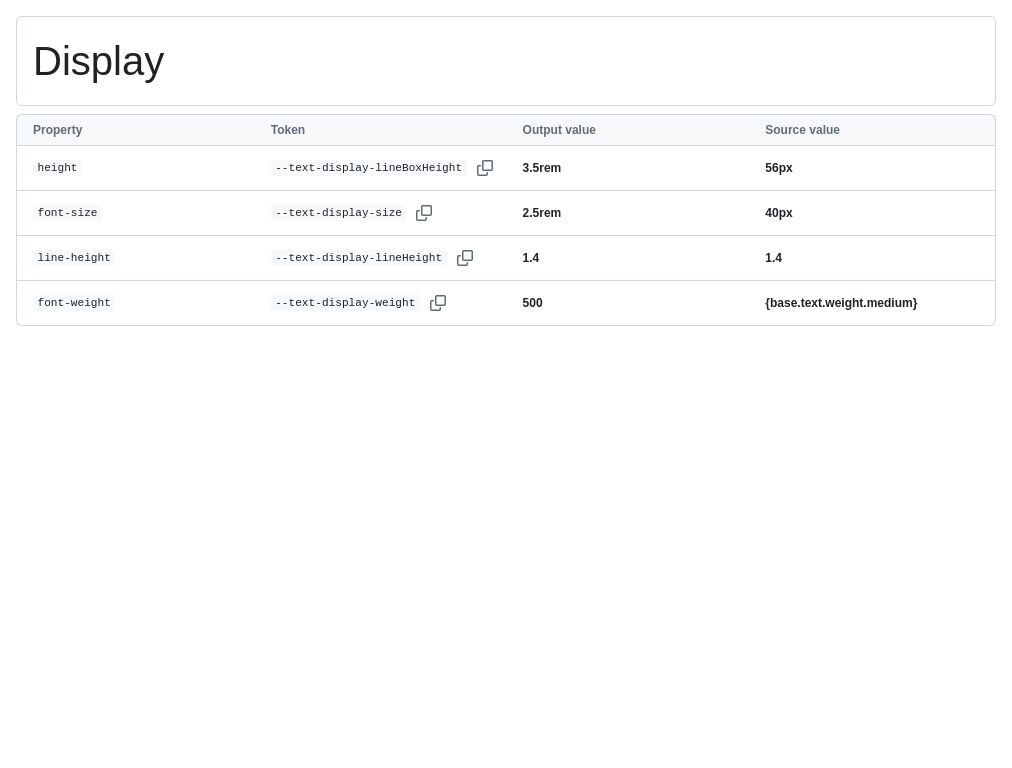 Display
Property Token Output value Source value
height --text-display-lineBoxHeight 3.5rem 56px
font-size --text-display-size 2.5rem 40px
line-height --text-display-lineHeight 1.4 1.4
font-weight --text-display-weight 500 {base.text.weight.medium}